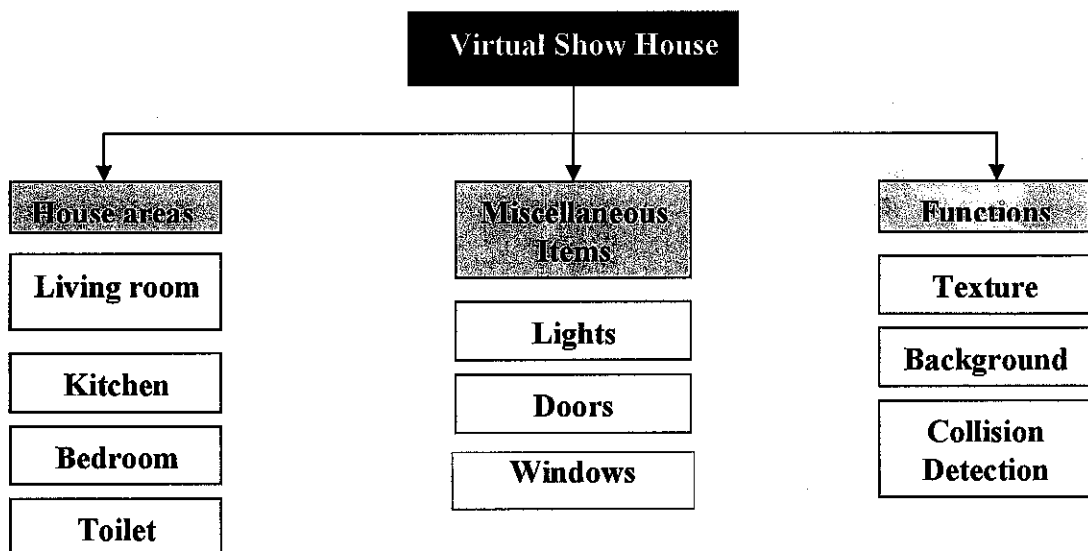 Virtual Show House
House areas
Living room
Kitchen
Bedroom
Toilet
Miscellaneous
Items
Lights
Doors
Windows
Functions
Texture
Background
Collision
Detection